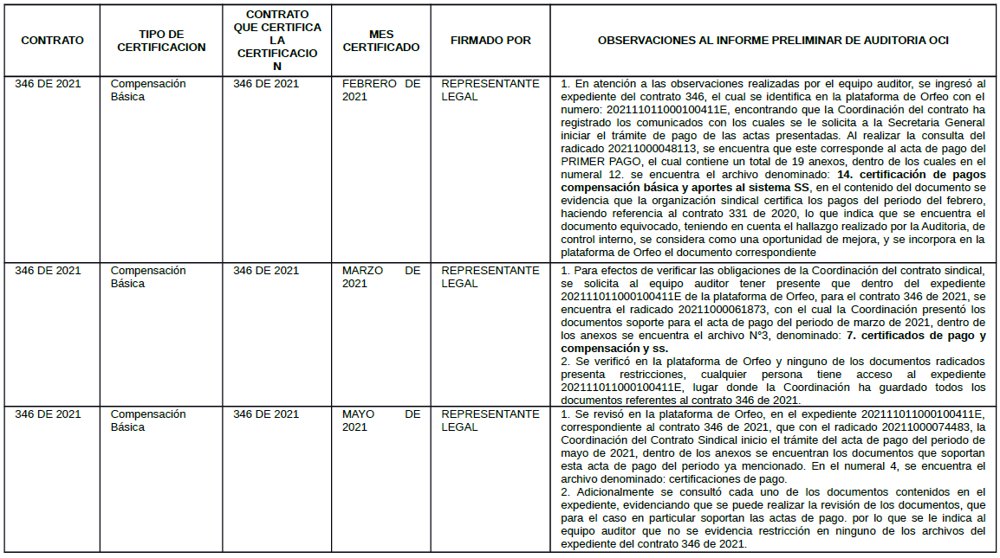 CONTRATO
TIPO DE
CERTIFICACION
CONTRATO
QUE CERTIFICA
LA
CERTIFICACIO
N
MES
CERTIFICADO
FIRMADO POR
OBSERVACIONES AL INFORME PRELIMINAR DE AUDITORIA OCI
346 DE 2021
Compensación
Básica
346 DE 2021
FEBRERO DE
2021
REPRESENTANTE
LEGAL
1. En atención a las observaciones realizadas por el equipo auditor, se ingresó al
expediente del contrato 346, el cual se identifica en la plataforma de Orfeo con el
numero: 202111011000100411E, encontrando que la Coordinación del contrato ha
registrado los comunicados con los cuales se le solicita a la Secretaria General
iniciar el trámite de pago de las actas presentadas. Al realizar la consulta del
radicado 20211000048113, se encuentra que este corresponde al acta de pago del
PRIMER PAGO, el cual contiene un total de 19 anexos, dentro de los cuales en el
numeral 12. se encuentra el archivo denominado: 14. certificación de pagos
compensación básica y aportes al sistema SS, en el contenido del documento se
evidencia que la organización sindical certifica los pagos del periodo del febrero,
haciendo referencia al contrato 331 de 2020, lo que indica que se encuentra el
documento equivocado, teniendo en cuenta el hallazgo realizado por la Auditoria, de
control interno, se considera como una oportunidad de mejora, y se incorpora en la
plataforma de Orfeo el documento correspondiente
346 DE 2021
Compensación
Básica
346 DE 2021
MARZO DE
2021
REPRESENTANTE
LEGAL
1. Para efectos de verificar las obligaciones de la Coordinación del contrato sindical,
se solicita al equipo auditor tener presente que dentro del expediente
202111011000100411E de la plataforma de Orfeo, para el contrato 346 de 2021, se
encuentra el radicado 20211000061873, con el cual la Coordinación presentó los
documentos soporte para el acta de pago del periodo de marzo de 2021, dentro de
los anexos se encuentra el archivo N°3, denominado: 7. certificados de pago y
compensación y ss.
2. Se verificó en la plataforma de Orfeo y ninguno de los documentos radicados
presenta restricciones, cualquier persona tiene acceso al expediente
202111011000100411E, lugar donde la Coordinación ha guardado todos los
documentos referentes al contrato 346 de 2021.
346 DE 2021
Compensación
Básica
346 DE 2021
MAYO DE
2021
REPRESENTANTE
LEGAL
1. Se revisó en la plataforma de Orfeo, en el expediente 202111011000100411E,
correspondiente al contrato 346 de 2021, que con el radicado 20211000074483, la
Coordinación del Contrato Sindical inicio el trámite del acta de pago del periodo de
mayo de 2021, dentro de los anexos se encuentran los documentos que soportan
esta acta de pago del periodo ya mencionado. En el numeral 4, se encuentra el
archivo denominado: certificaciones de pago.
2. Adicionalmente se consultó cada uno de los documentos contenidos en el
expediente, evidenciando que se puede realizar la revisión de los documentos, que
para el caso en particular soportan las actas de pago. por lo que se le indica al
equipo auditor que no se evidencia restricción en ninguno de los archivos del
expediente del contrato 346 de 2021.